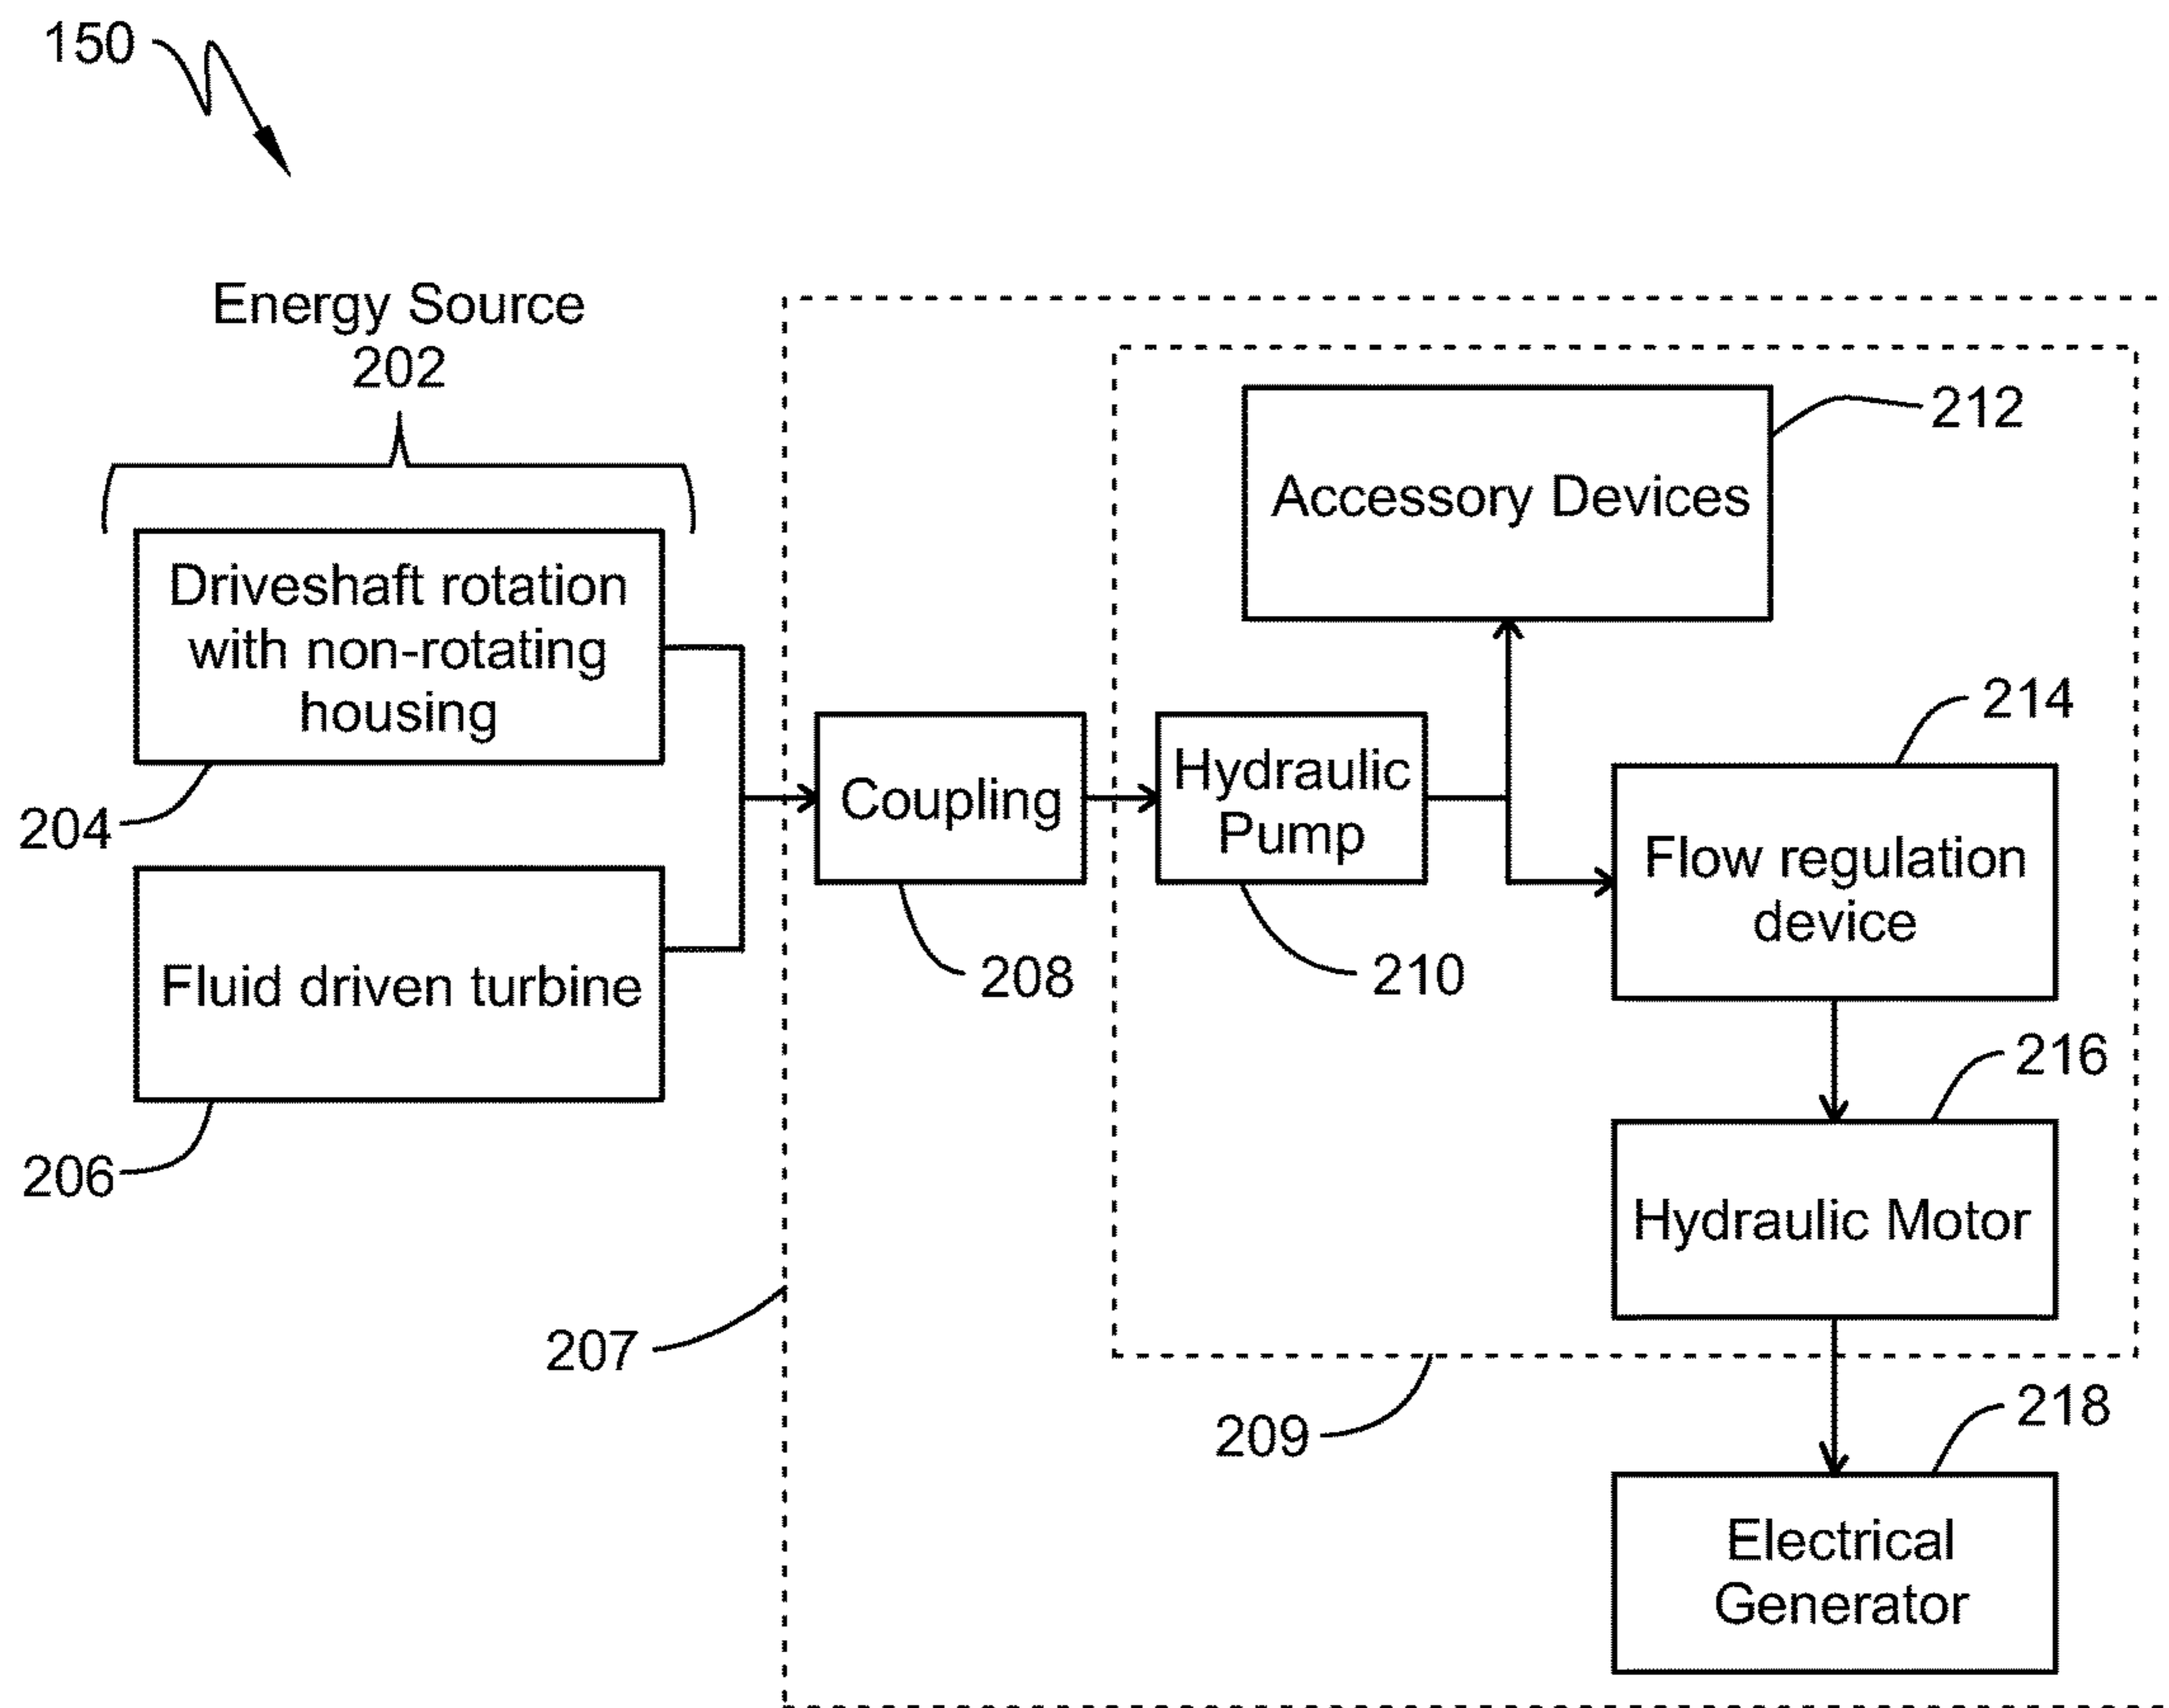 150
Energy Source
202
212
Accessory Devices
Driveshaft rotation
with non-rotating
housing
214
204
Coupling
Hydraulic
Pump
Flow regulation
device
Fluid driven turbine
208
210
216
206
Hydraulic Motor
207
209
218
Electrical
Generator